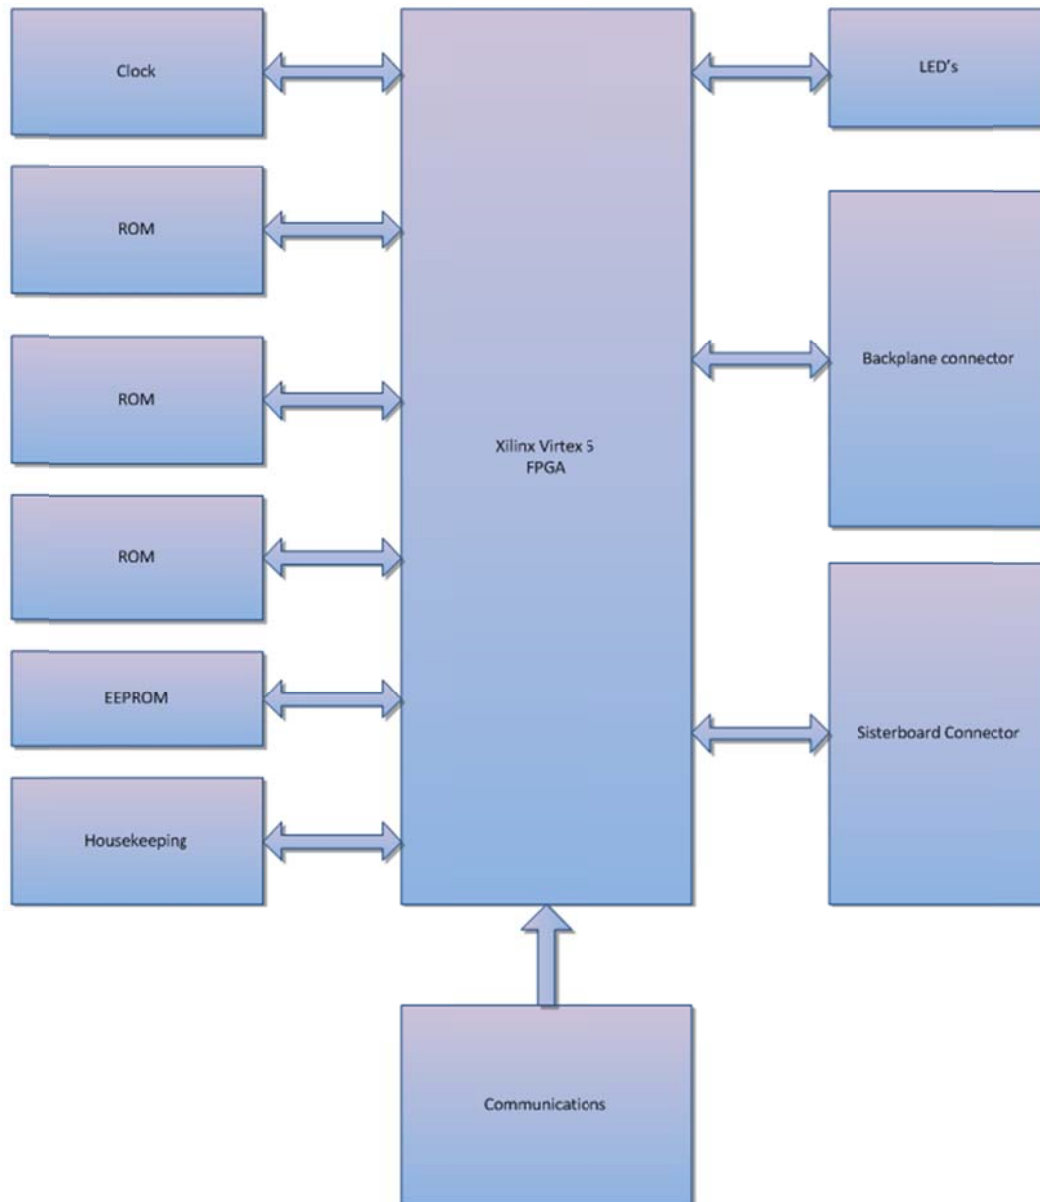 Clock
ROM
ROM
ROM
EEPROM
Housekeeping
Xilinx Virtex 5
FPGA
LED's
Backplane connector
Sisterboard Connector
Communications